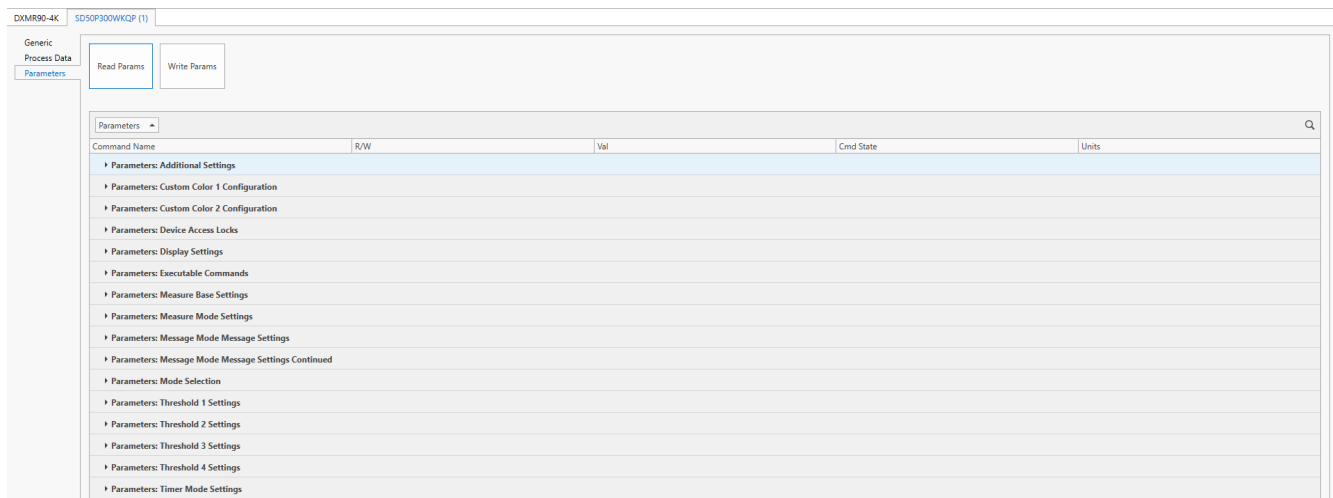 DXMR90-4K SD50P300WKQP (1)
Generic
Process Data
Parameters
Read Params Write Params
Parameters
Command Name R/W Val Cmd State Units
Parameters: Additional Settings
Parameters: Custom Color 1 Configuration
Parameters: Custom Color 2 Configuration
Parameters: Device Access Locks
Parameters: Display Settings
Parameters: Executable Commands
Parameters: Measure Base Settings
Parameters: Measure Mode Settings
Parameters: Message Mode Message Settings
Parameters: Message Mode Message Settings Continued
Parameters: Mode Selection
Parameters: Threshold 1 Settings
Parameters: Threshold 2 Settings
Parameters: Threshold 3 Settings
Parameters: Threshold 4 Settings
Parameters: Timer Mode Settings